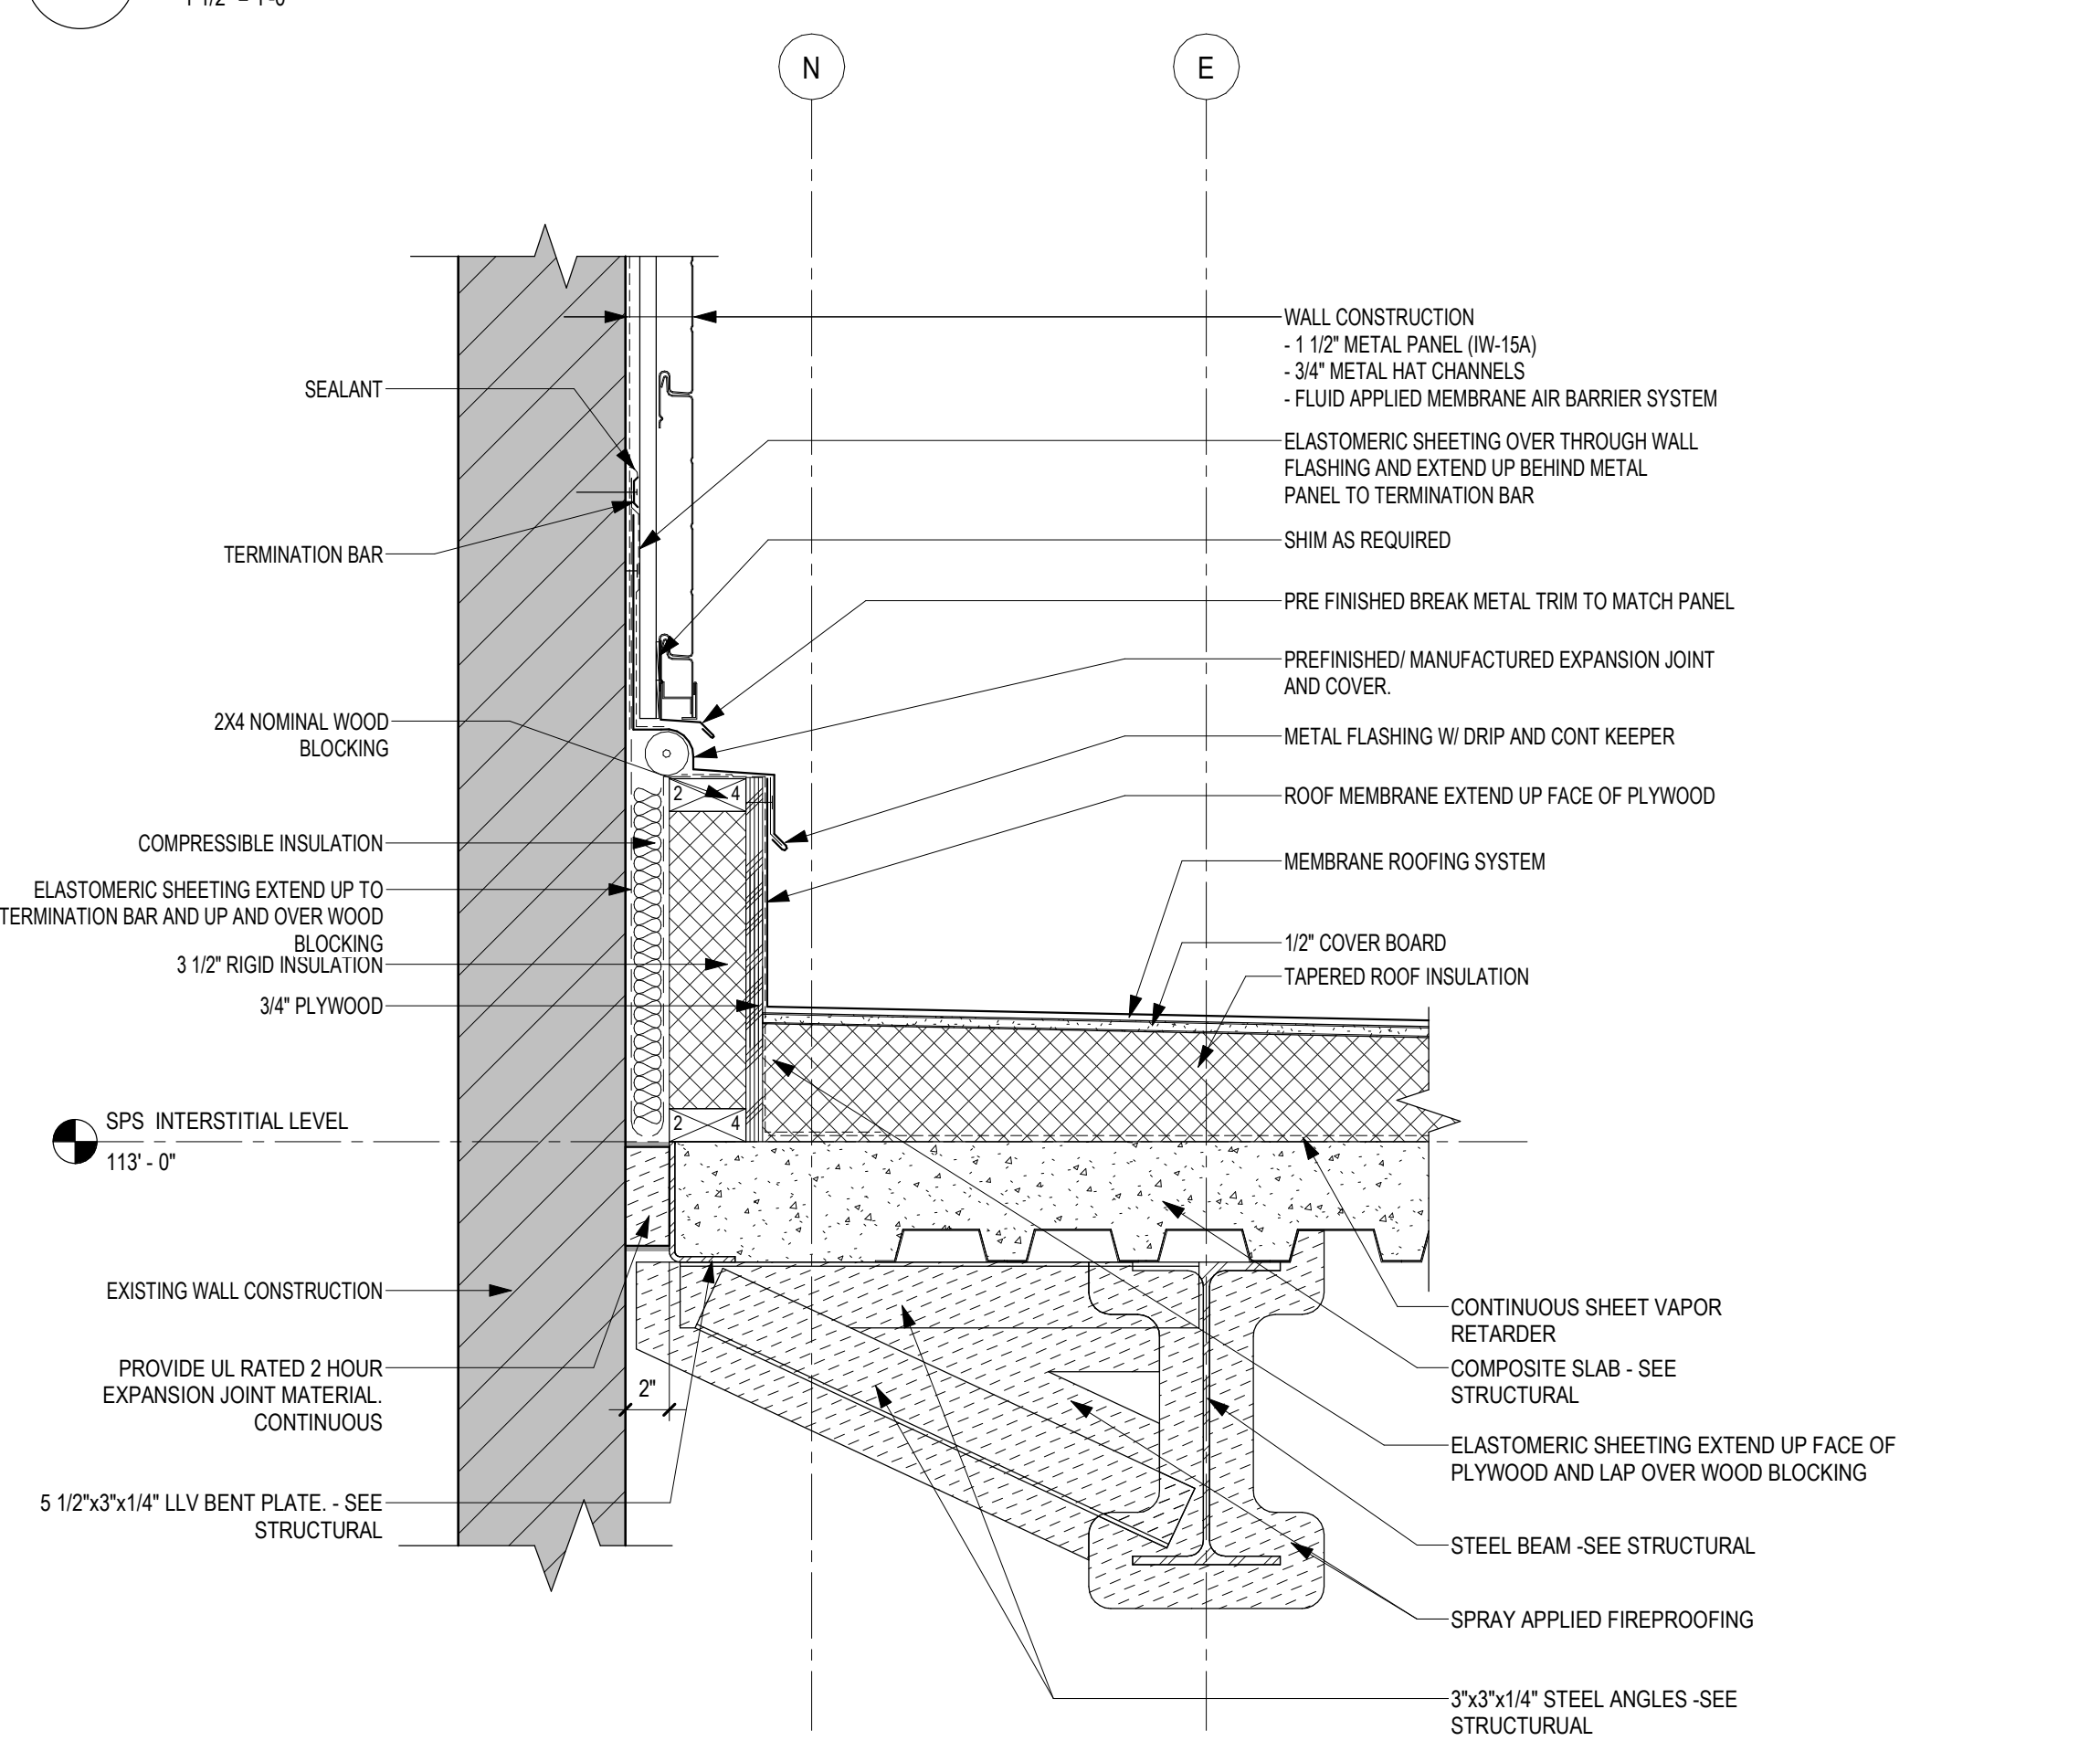 N
E
WALL CONSTRUCTION
- 1 1/2" METAL PANEL (IW-15A)
- 3/4" METAL HAT CHANNELS
- FLUID APPLIED MEMBRANE AIR BARRIER SYSTEM
SEALANT
ELASTOMERIC SHEETING OVER THROUGH WALL
FLASHING AND EXTEND UP BEHIND METAL
PANEL TO TERMINATION BAR
SHIM AS REQUIRED
TERMINATION BAR
PRE FINISHED BREAK METAL TRIM TO MATCH PANEL
PREFINISHED/ MANUFACTURED EXPANSION JOINT
AND COVER.
2X4 NOMINAL WOOD
BLOCKING
METAL FLASHING W/ DRIP AND CONT KEEPER
2 4
ROOF MEMBRANE EXTEND UP FACE OF PLYWOOD
COMPRESSIBLE INSULATION
MEMBRANE ROOFING SYSTEM
ELASTOMERIC SHEETING EXTEND UP TO
TERMINATION BAR AND UP AND OVER WOOD
BLOCKING
1/2" COVER BOARD
3 1/2" RIGID INSULATION
TAPERED ROOF INSULATION
3/4" PLYWOOD
SPS INTERSTITIAL LEVEL
113' - 0"
2 4
EXISTING WALL CONSTRUCTION
CONTINUOUS SHEET VAPOR
RETARDER
PROVIDE UL RATED 2 HOUR
EXPANSION JOINT MATERIAL.
CONTINUOUS
2"
COMPOSITE SLAB - SEE
STRUCTURAL
ELASTOMERIC SHEETING EXTEND UP FACE OF
PLYWOOD AND LAP OVER WOOD BLOCKING
5 1/2"x3"x1/4" LLV BENT PLATE. - SEE
STRUCTURAL
STEEL BEAM -SEE STRUCTURAL
SPRAY APPLIED FIREPROOFING
3"x3"x1/4" STEEL ANGLES -SEE
STRUCTURUAL